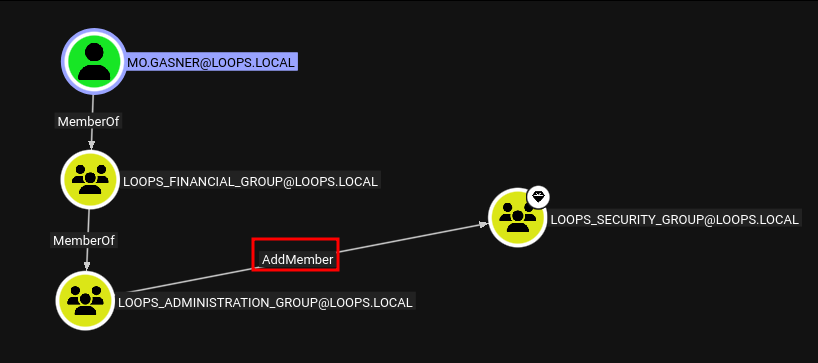 MO.GASNER@LOOPS.LOCAL
MemberOf
LOOPS_FINANCIAL_GROUP@LOOPS.LOCAL
LOOPS_SECURITY_GROUP@LOOPS.LOCAL
MemberOf
AddMember
LOOPS_ADMINISTRATION_GROUP@LOOPS.LOCAL